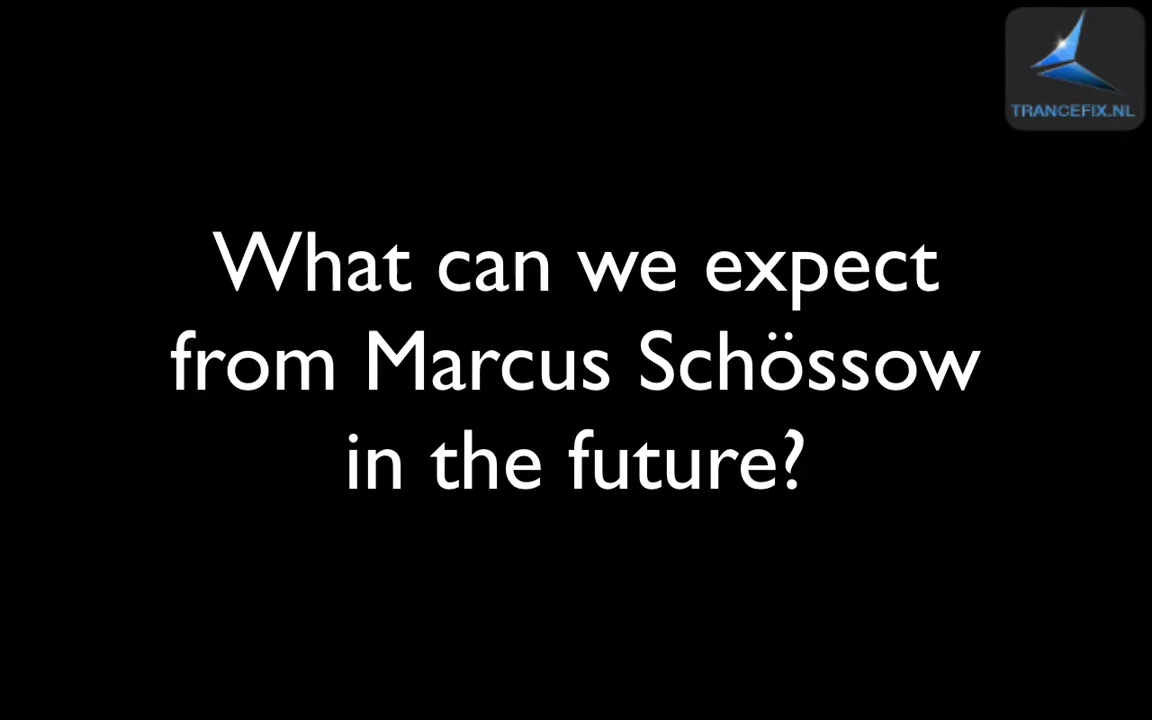 TRANCEFIX.NL
What can we expect
from Marcus Schössow
in the future?